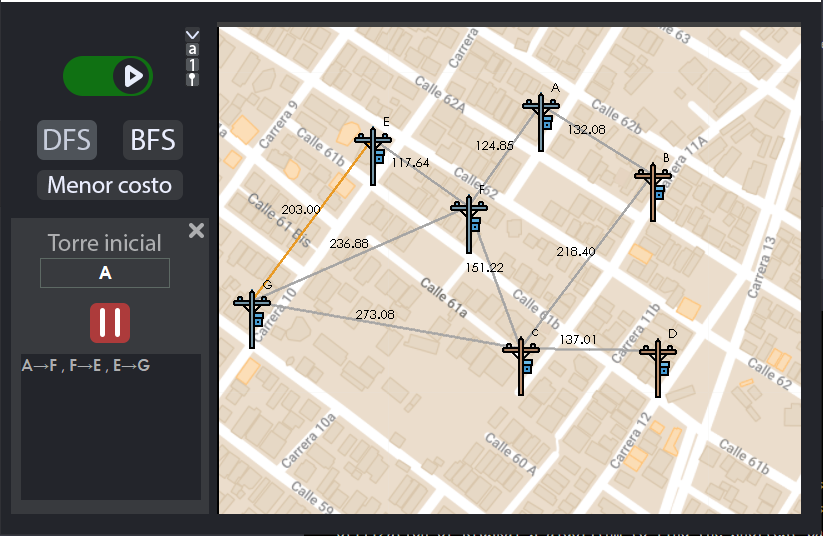 a
1
DFS
BFS
Menor costo
Torre inicial
A
A→F , F→E , E→G
Carrera
Calle 63
Calle 62A
Carrera 9
Calle 61b
Calle 62b
Carrera 11A
A
132.08
124.85
E
117.64
B
F
Calle 62
203.00
Calle 61 Bis
236.88
151.22
218.40
Carrera 13
G
Carrera 10
Calle 61a
273.08
Calle 61b
C
137.01
D
Carrera 11b
Calle 62
Carrera 10a
Calle 60 A
Carrera 12
Calle 61b
Calle 59